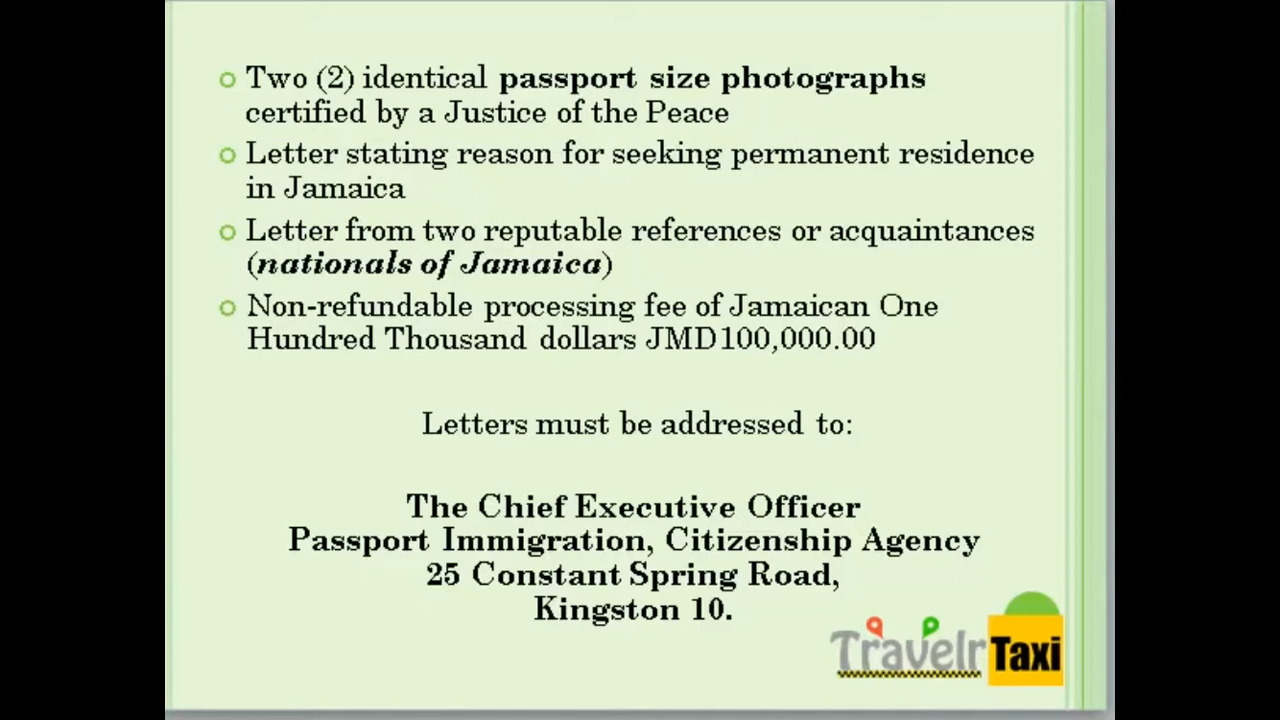 Two (2) identical passport size photographs
certified by a Justice of the Peace
Letter stating reason for seeking permanent residence
in Jamaica
Letter from two reputable references or acquaintances
(nationals of Jamaica)
Non-refundable processing fee of Jamaican One
Hundred Thousand dollars JMD100,000.00
Letters must be addressed to:
The Chief Executive Officer
Passport Immigration, Citizenship Agency
25 Constant Spring Road,
Kingston 10.
Travelr Taxi